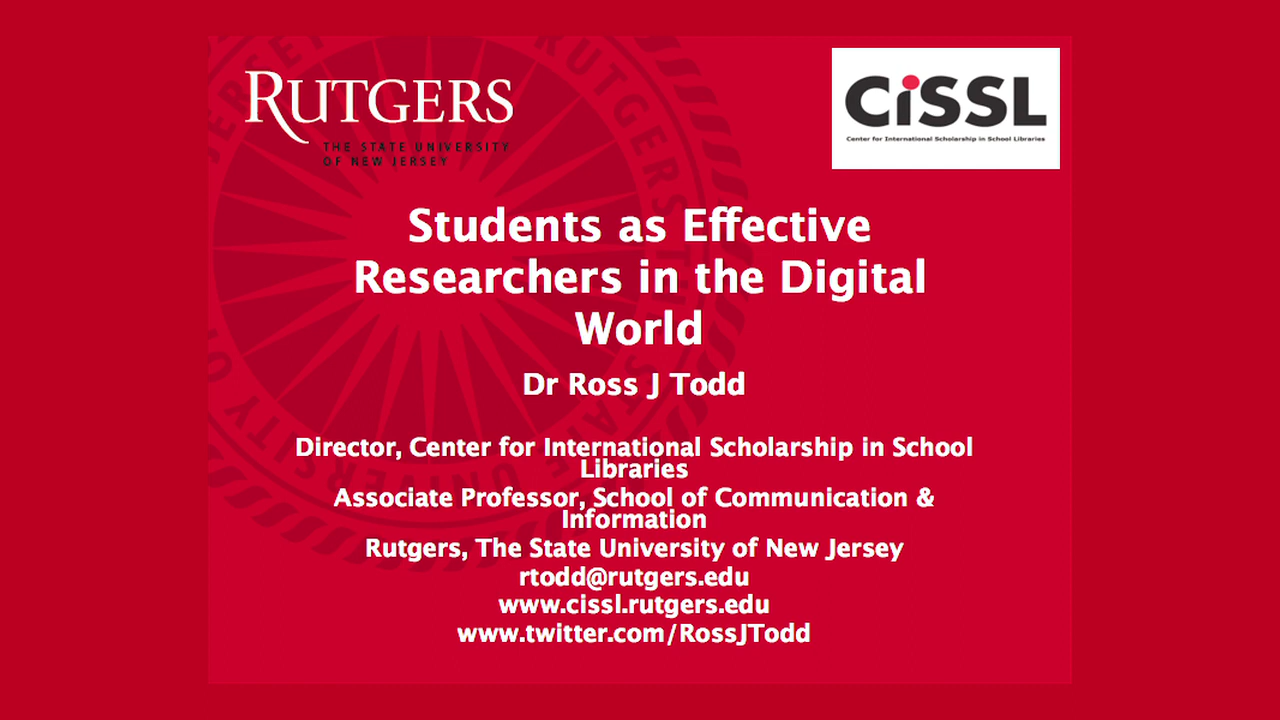 RUTGERS
THE STATE UNIVERSITY
OF NEW JERSEY
CiSSL
Center for International Scholarship in School Libraries
Students as Effective
Researchers in the Digital
World
Dr Ross J Todd
Director, Center for International Scholarship in School
Libraries
Associate Professor, School of Communication &
Information
Rutgers, The State University of New Jersey
rtodd@rutgers.edu
www.cissl.rutgers.edu
www.twitter.com/RossJTodd